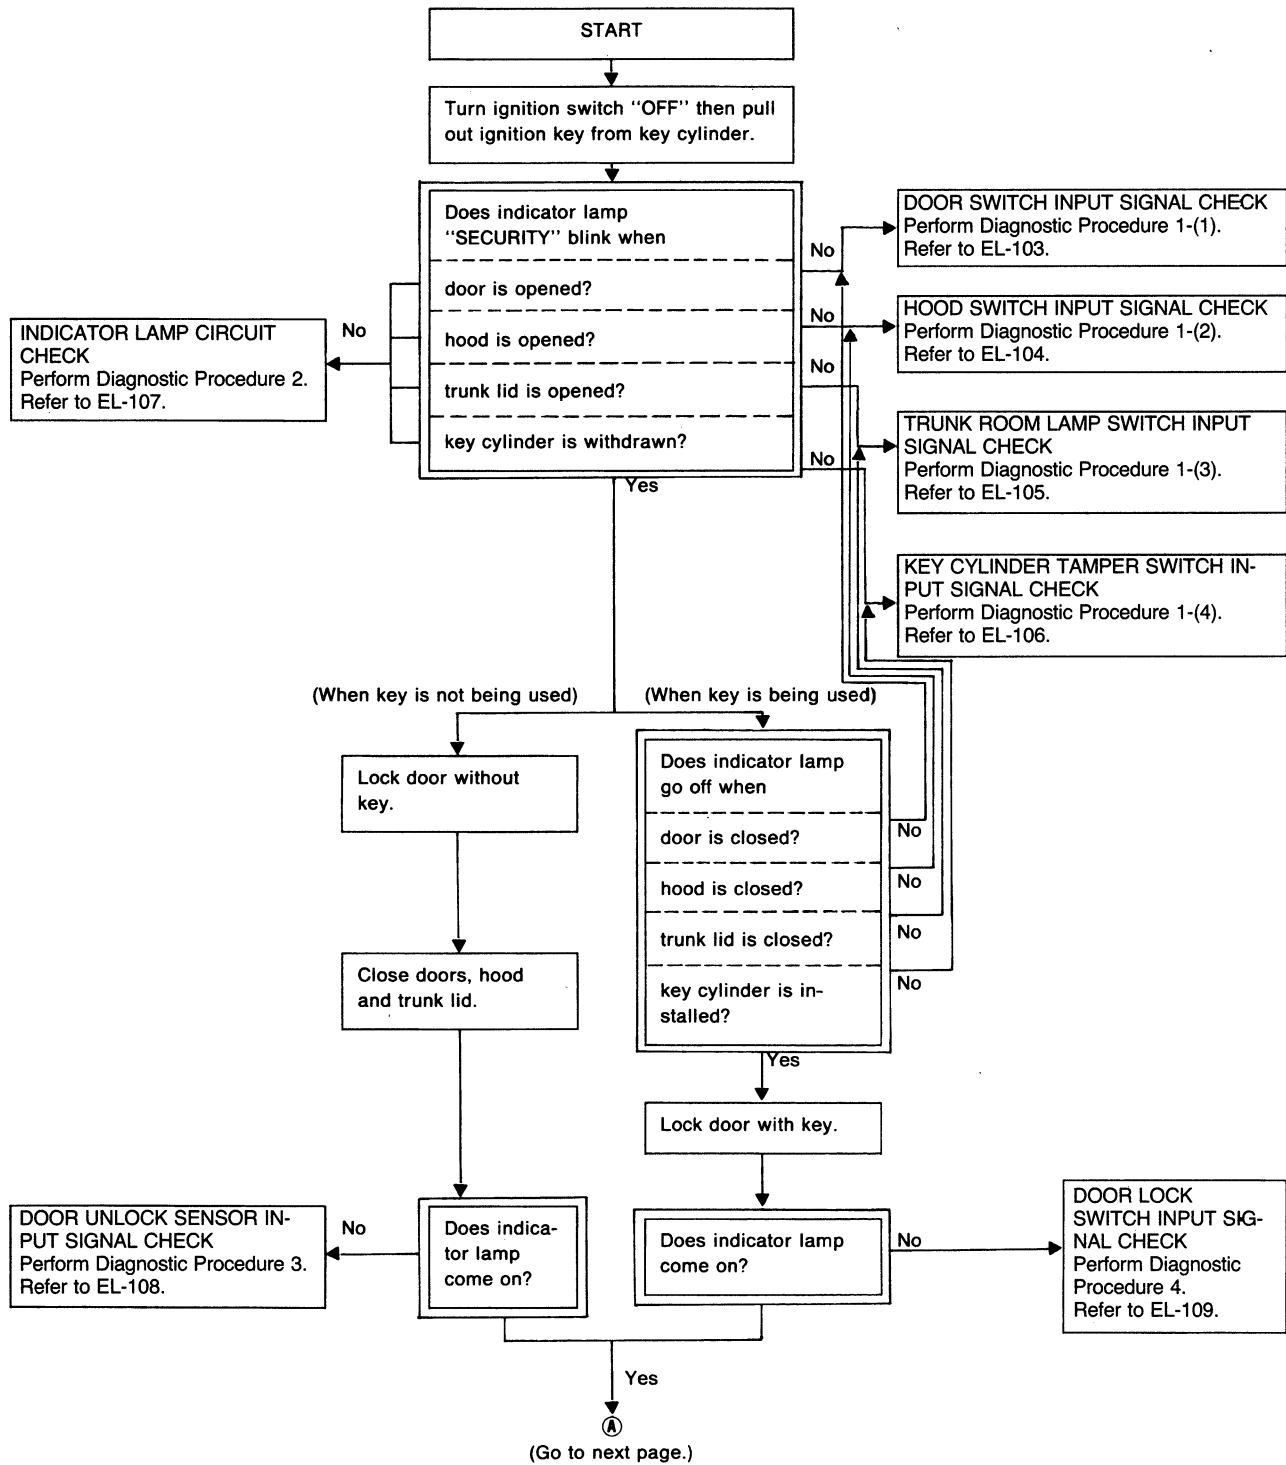 START
Turn ignition switch "OFF" then pull
out ignition key from key cylinder.
Does indicator lamp
"SECURITY" blink when
door is opened?
hood is opened?
trunk lid is opened?
key cylinder is withdrawn?
No
INDICATOR LAMP CIRCUIT
CHECK
Perform Diagnostic Procedure 2.
Refer to EL-107.
No
DOOR SWITCH INPUT SIGNAL CHECK
Perform Diagnostic Procedure 1-(1).
Refer to EL-103.
No
HOOD SWITCH INPUT SIGNAL CHECK
Perform Diagnostic Procedure 1-(2).
Refer to EL-104.
No
TRUNK ROOM LAMP SWITCH INPUT
SIGNAL CHECK
Perform Diagnostic Procedure 1-(3).
Refer to EL-105.
No
KEY CYLINDER TAMPER SWITCH IN-
PUT SIGNAL CHECK
Perform Diagnostic Procedure 1-(4).
Refer to EL-106.
Yes
(When key is not being used)
(When key is being used)
Lock door without
key.
Close doors, hood
and trunk lid.
Does indicator lamp
go off when
door is closed?
hood is closed?
trunk lid is closed?
key cylinder is in-
stalled?
No
No
No
No
Yes
Lock door with key.
DOOR UNLOCK SENSOR IN-
PUT SIGNAL CHECK
Perform Diagnostic Procedure 3.
Refer to EL-108.
No
Does indica-
tor lamp
come on?
Does indicator lamp
come on?
No
DOOR LOCK
SWITCH INPUT SIG-
NAL CHECK
Perform Diagnostic
Procedure 4.
Refer to EL-109.
Yes
Ⓐ
(Go to next page.)